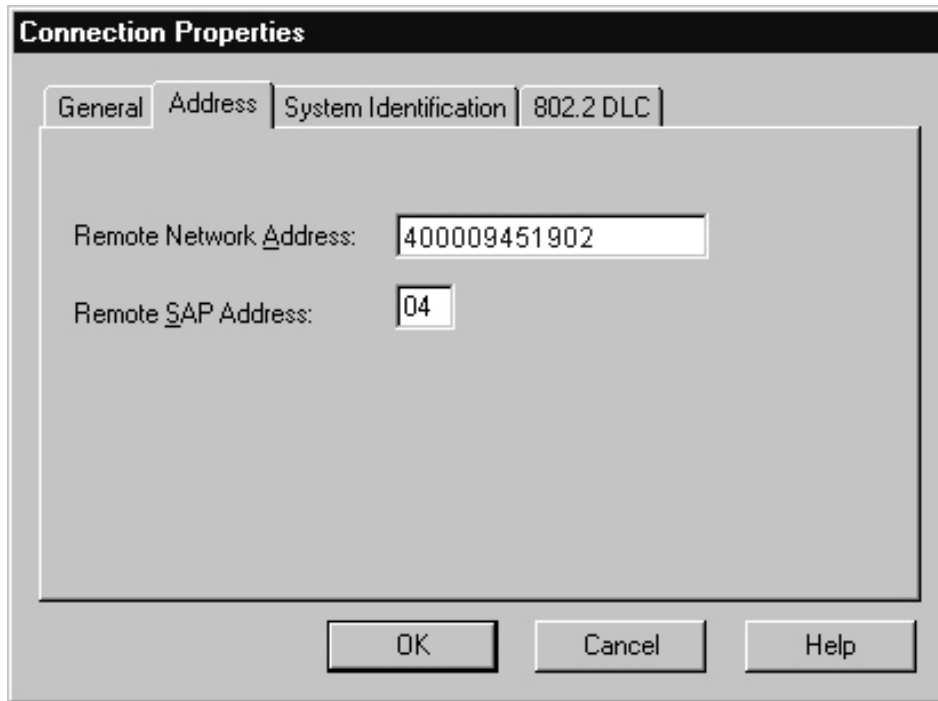 Connection Properties
General Address System Identification 802.2 DLC
Remote Network Address: 400009451902
Remote SAP Address: 04
OK Cancel Help